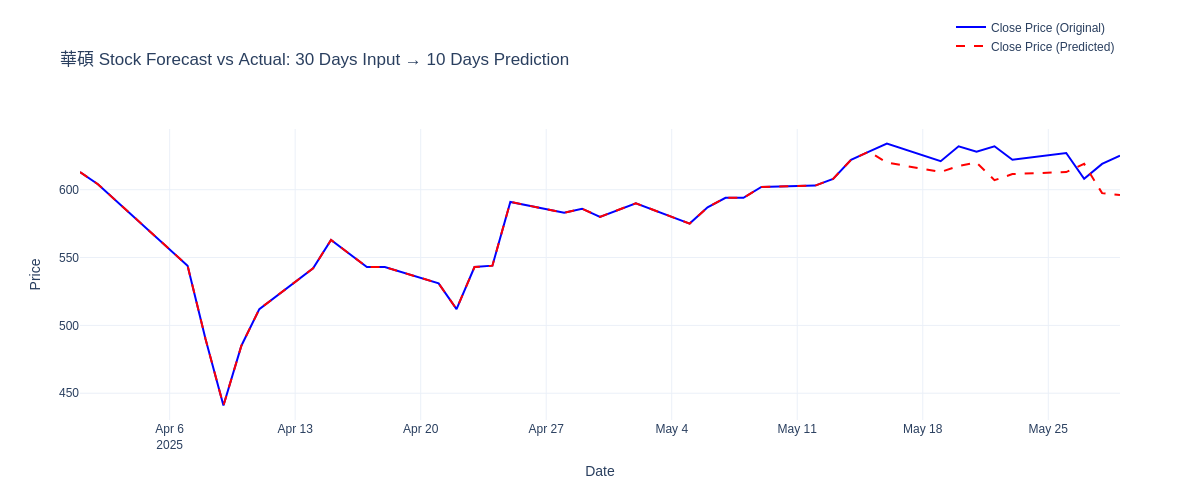 Close Price (Original)
Close Price (Predicted)
華碩 Stock Forecast vs Actual: 30 Days Input → 10 Days Prediction
Price
600
550
500
450
Apr 6
2025
Apr 13
Apr 20
Apr 27
May 4
May 11
May 18
May 25
Date